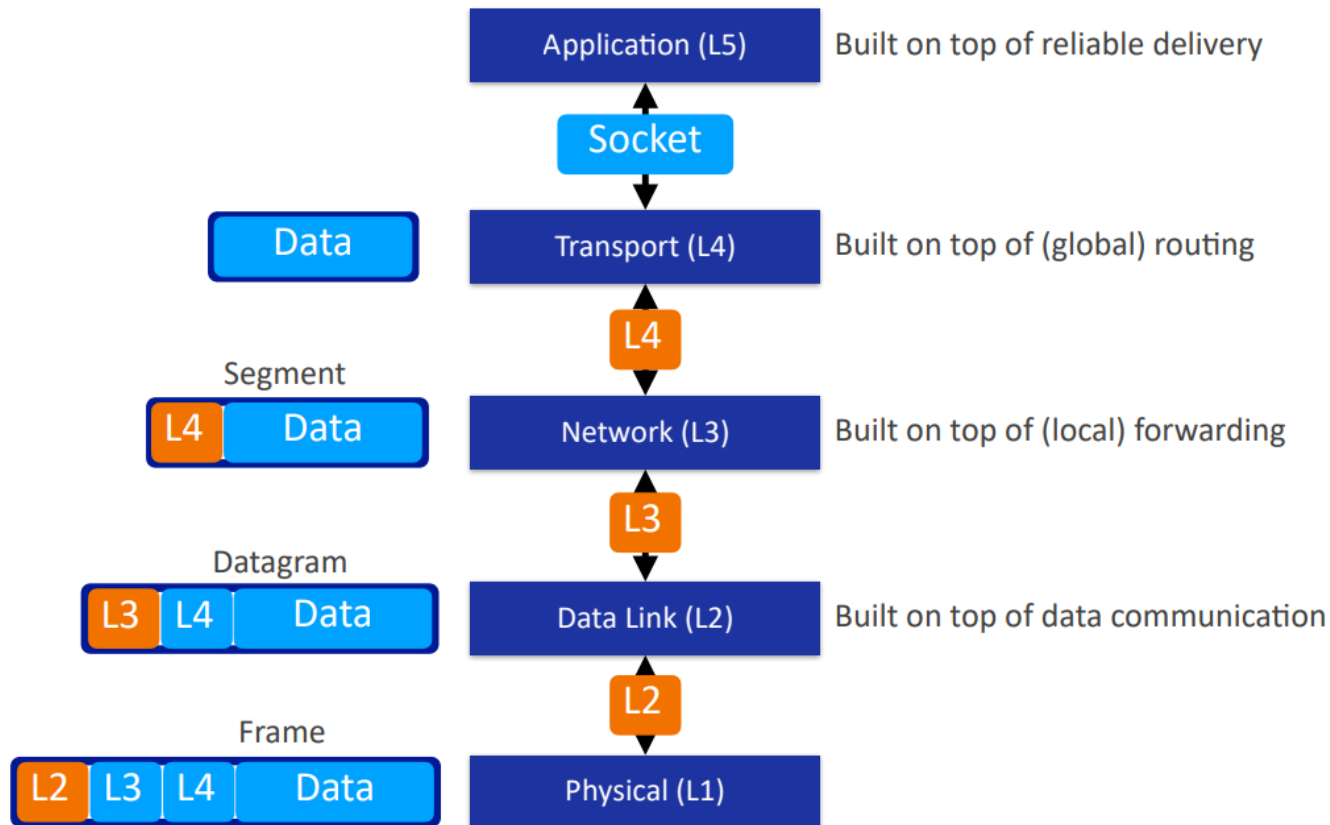 Application (L5) Built on top of reliable delivery
Socket
Data Transport (L4) Built on top of (global) routing
L4
Segment
L4 Data Network (L3) Built on top of (local) forwarding
L3
Datagram
L3 L4 Data Data Link (L2) Built on top of data communication
L2
Frame
L2 L3 L4 Data Physical (L1)